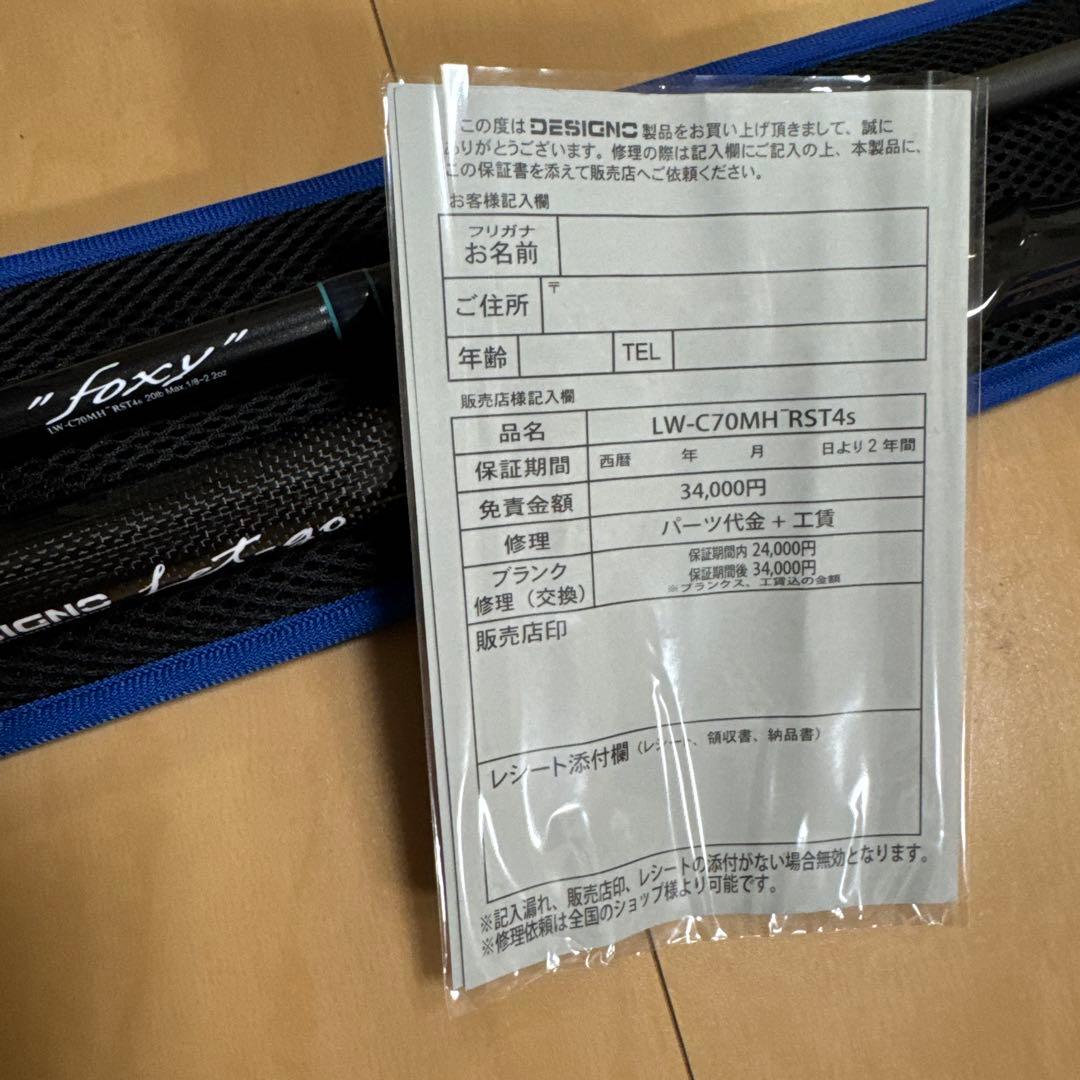 この度は DESIGNO 製品をお買い上げ頂きまして、誠に
ありがとうございます。修理の際は記入欄にご記入の上、本製品に、
この保証書を添えて販売店へご依頼ください。
お客様記入欄
フリガナ
お名前
ご住所 〒
年齢 TEL
販売店様記入欄
品名 LW-C70MH⁻RST4s
保証期間 西暦 年 月 日より2年間
免責金額 34,000円
修理 パーツ代金+工賃
ブランク
修理(交換)
保証期間内 24,000円
保証期間後 34,000円
※ブランクス、工賃込の金額
販売店印
レシート添付欄(レシート、領収書、納品書)
※記入漏れ、販売店印、レシートの添付がない場合無効となります。
※修理依頼は全国のショップ様より可能です。
"foxy"
LW-C70MH⁻RST4s 20lb Max.1/8~2.2oz
SIGNO